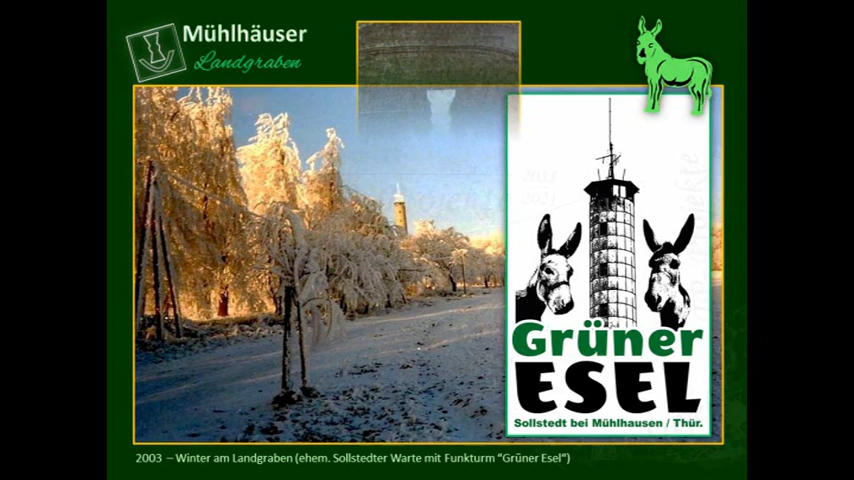 Mühlhäuser
Landgraben
Grüner
ESEL
Sollstedt bei Mühlhausen / Thür.
2003 – Winter am Landgraben (ehem. Sollstedter Warte mit Funkturm "Grüner Esel")